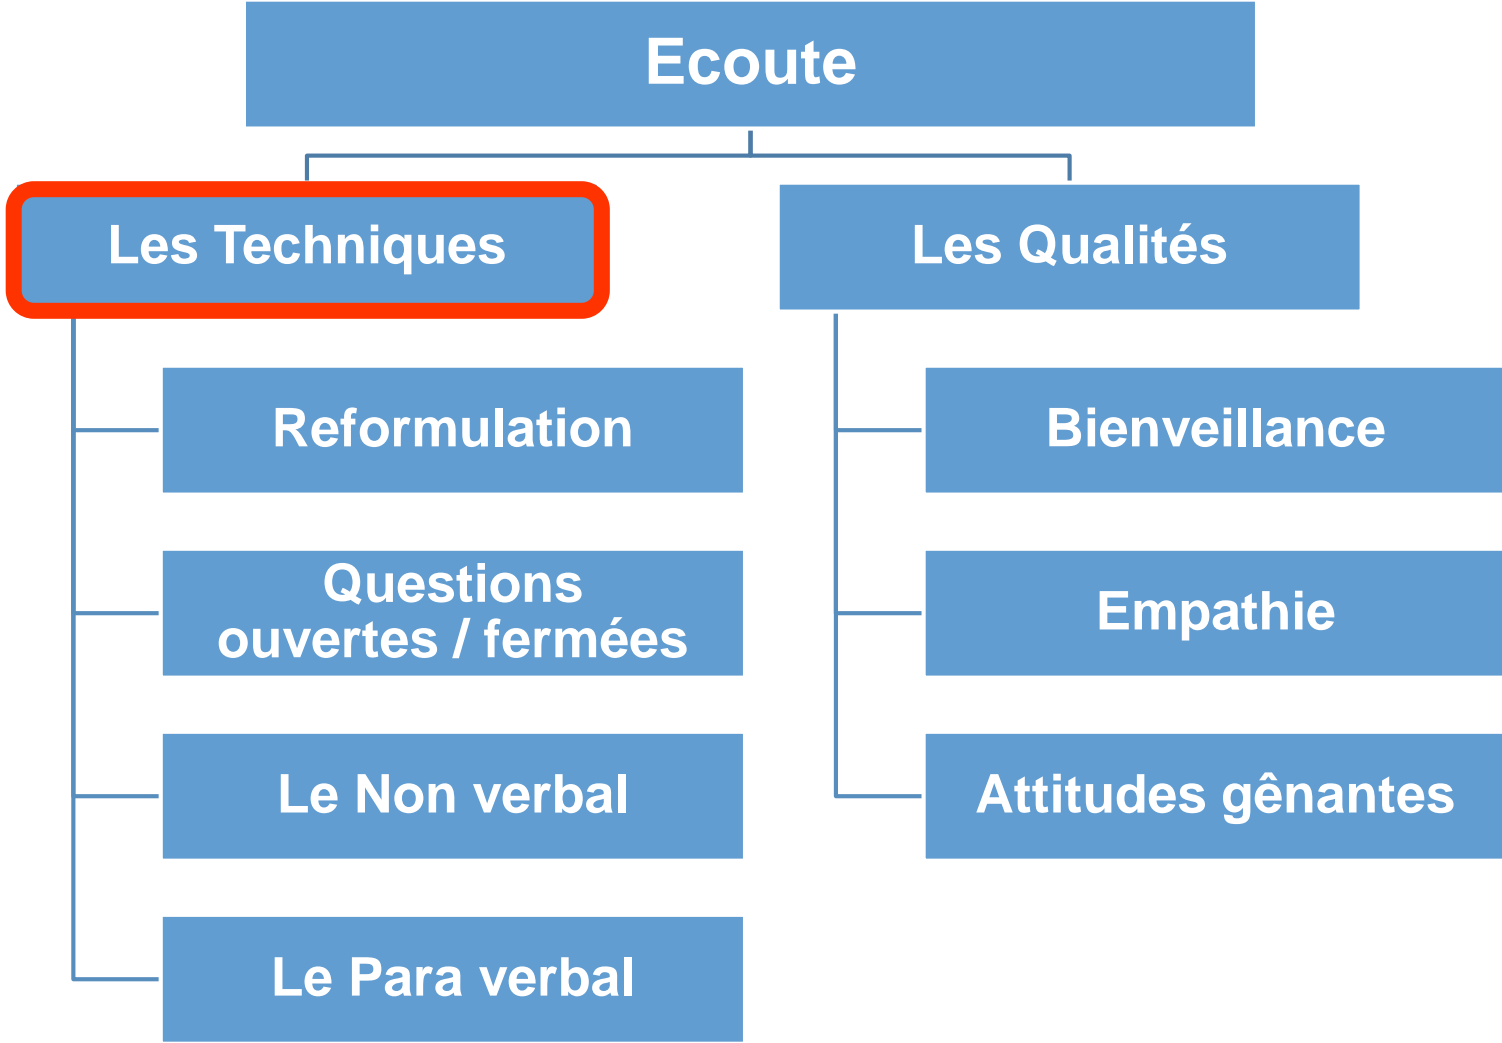 Ecoute
Les Techniques
Les Qualités
Reformulation
Bienveillance
Questions
ouvertes / fermées
Empathie
Le Non verbal
Attitudes gênantes
Le Para verbal